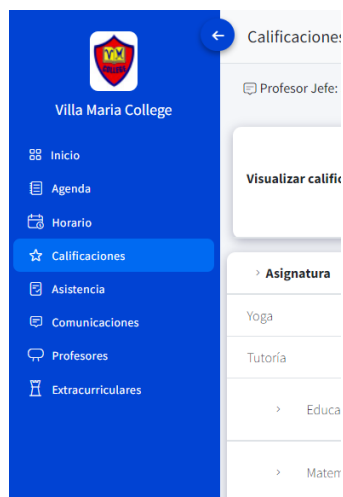 Calificaciones
Profesor Jefe:
Villa Maria College
Inicio
Agenda
Visualizar califi
Horario
Calificaciones
Asignatura
Asistencia
Yoga
Comunicaciones
Profesores
Tutoría
Extracurriculares
Educa
Matem